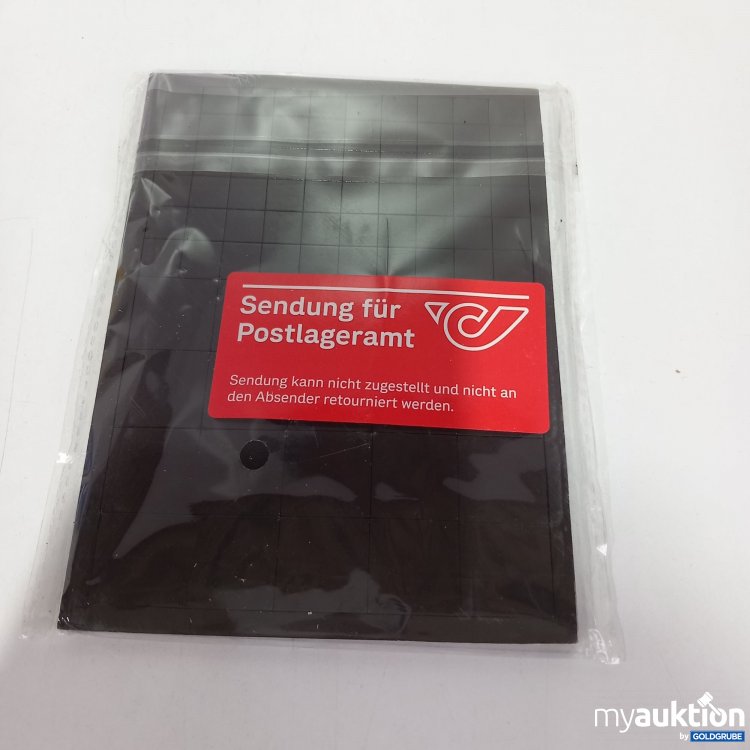 Sendung für
Postlageramt
Sendung kann nicht zugestellt und nicht an
den Absender retourniert werden.
myauktion
by GOLDGRUBE